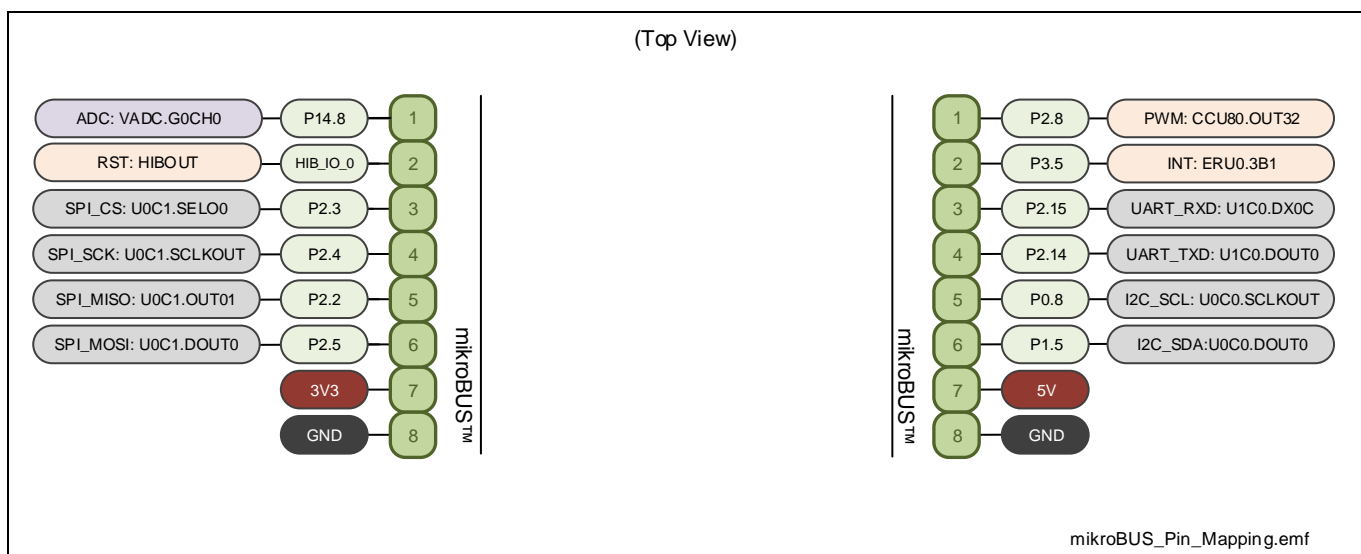 (Top View)
ADC: VADC.G0CH0 P14.8 1
RST: HIBOUT HIB_IO_0 2
SPI_CS: U0C1.SELO0 P2.3 3
SPI_SCK: U0C1.SCLKOUT P2.4 4
SPI_MISO: U0C1.OUT01 P2.2 5
SPI_MOSI: U0C1.DOUT0 P2.5 6
3V3 7
GND 8
mikroBUS™
1 P2.8 PWM: CCU80.OUT32
2 P3.5 INT: ERU0.3B1
3 P2.15 UART_RXD: U1C0.DX0C
4 P2.14 UART_TXD: U1C0.DOUT0
5 P0.8 I2C_SCL: U0C0.SCLKOUT
6 P1.5 I2C_SDA:U0C0.DOUT0
7 5V
8 GND
mikroBUS™
mikroBUS_Pin_Mapping.emf